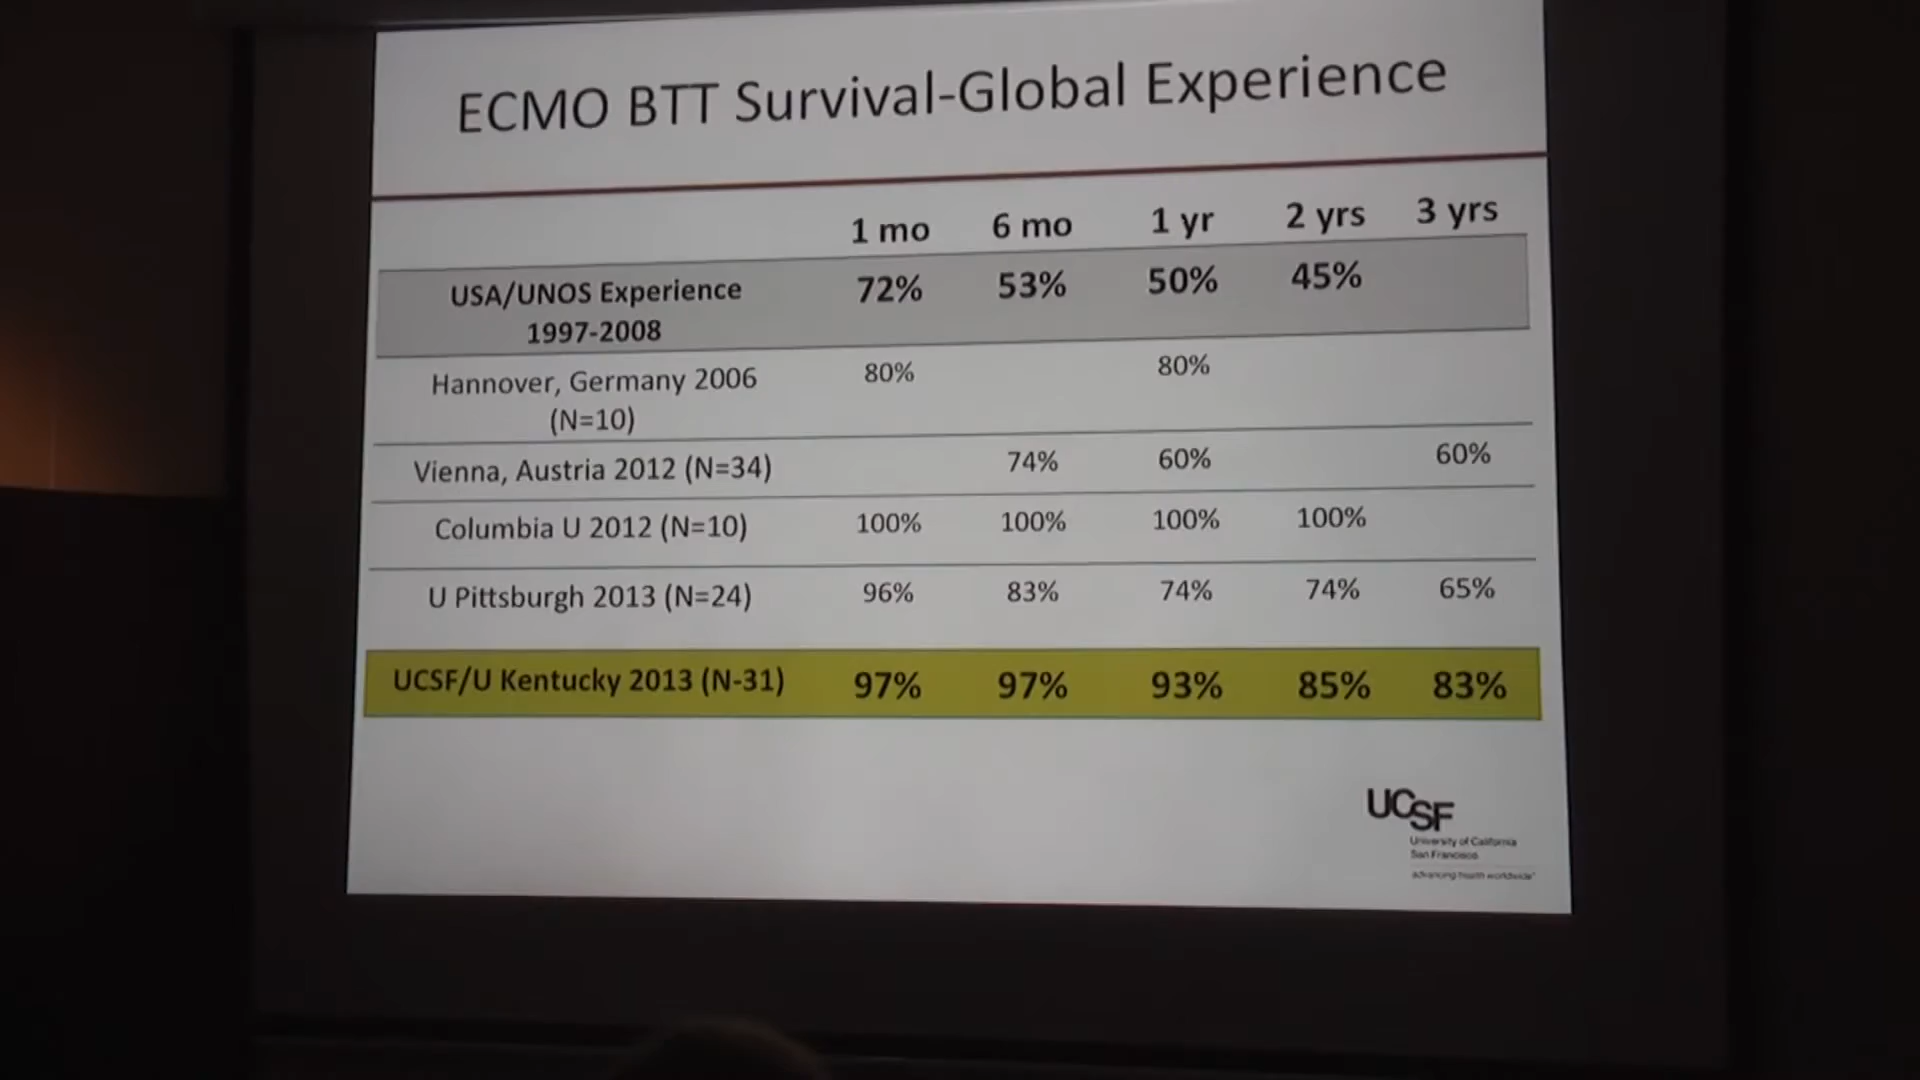 ECMO BTT Survival-Global Experience
1 mo 6 mo 1 yr 2 yrs 3 yrs
USA/UNOS Experience 72% 53% 50% 45%
1997-2008
Hannover, Germany 2006 80% 80%
(N=10)
Vienna, Austria 2012 (N=34) 74% 60% 60%
Columbia U 2012 (N=10) 100% 100% 100% 100%
U Pittsburgh 2013 (N=24) 96% 83% 74% 74% 65%
UCSF/U Kentucky 2013 (N-31) 97% 97% 93% 85% 83%
UCSF
University of California
San Francisco
advancing health worldwide